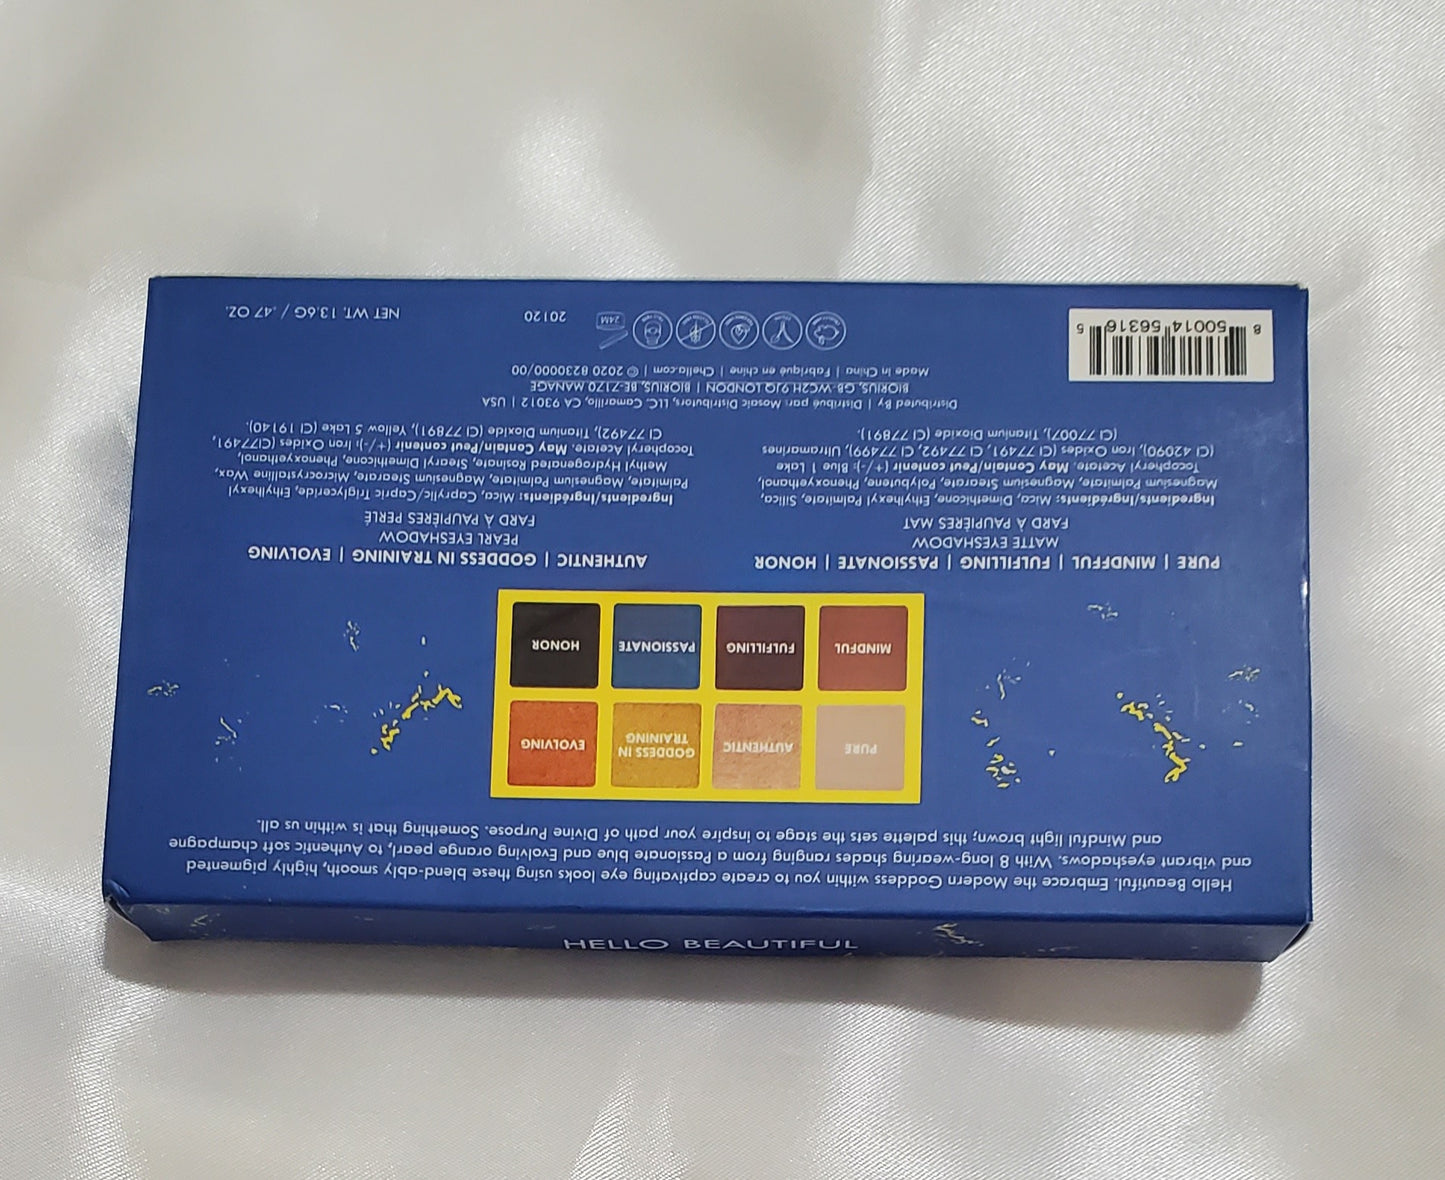 HELLO BEAUTIFUL
Hello Beautiful. Embrace the Modern Goddess within you to create captivating eye looks using these blend-ably smooth, highly pigmented
and vibrant eyeshadows. With 8 long-wearing shades ranging from a Passionate blue and Evolving orange pearl, to Authentic soft champagne
and Mindful light brown; this palette sets the stage to inspire your path of Divine Purpose. Something that is within us all.
PURE
AUTHENTIC
GODDESS IN
TRAINING
EVOLVING
MINDFUL
FULFILLING
PASSIONATE
HONOR
PURE | MINDFFUL | FULFILLING | PASSIONATE | HONOR
MATTE EYESHADOW
FARD À PAUPIÈRES MAT
Ingredients/Ingrédients: Mica, Dimethicone, Ethylhexyl Palmitate, Silica,
Magnesium Palmitate, Magnesium Stearate, Polybutene, Phenoxyethanol,
Tocopheryl Acetate. May Contain/Peut contenir (+/-): Blue 1 Lake
(CI 42090), Iron Oxides (CI 77491, CI 77492, CI 77499), Ultramarines
(CI 77007), Titanium Dioxide (CI 77891).
AUTHENTIC | GODDESS IN TRAINING | EVOLVING
PEARL EYESHADOW
FARD À PAUPIÈRES PERLÉ
Ingredients/Ingrédients: Mica, Caprylic/Capric Triglyceride, Ethylhexyl
Palmitate, Magnesium Palmitate, Magnesium Stearate, Microcrystalline Wax,
Methyl Hydrogenated Rosinate, Stearyl Dimethicone, Phenoxyethanol,
Tocopheryl Acetate. May Contain/Peut contenir (+/-): Iron Oxides (CI77491,
CI 77492), Titanium Dioxide (CI 77891), Yellow 5 Lake (CI 19140).
Distributed By | Distribué par: Mosaic Distributors, LLC. Camarillo, CA 93012 | USA
BIORIUS, GB-WC2H 9JQ LONDON | BIORIUS, BE-7170 MANAGE
Made in China | Fabriqué en chine | Chella.com | © 2020 8230000/00
8 50014 56316 5
24M
20120
NET WT. 13.6G / .47 OZ.